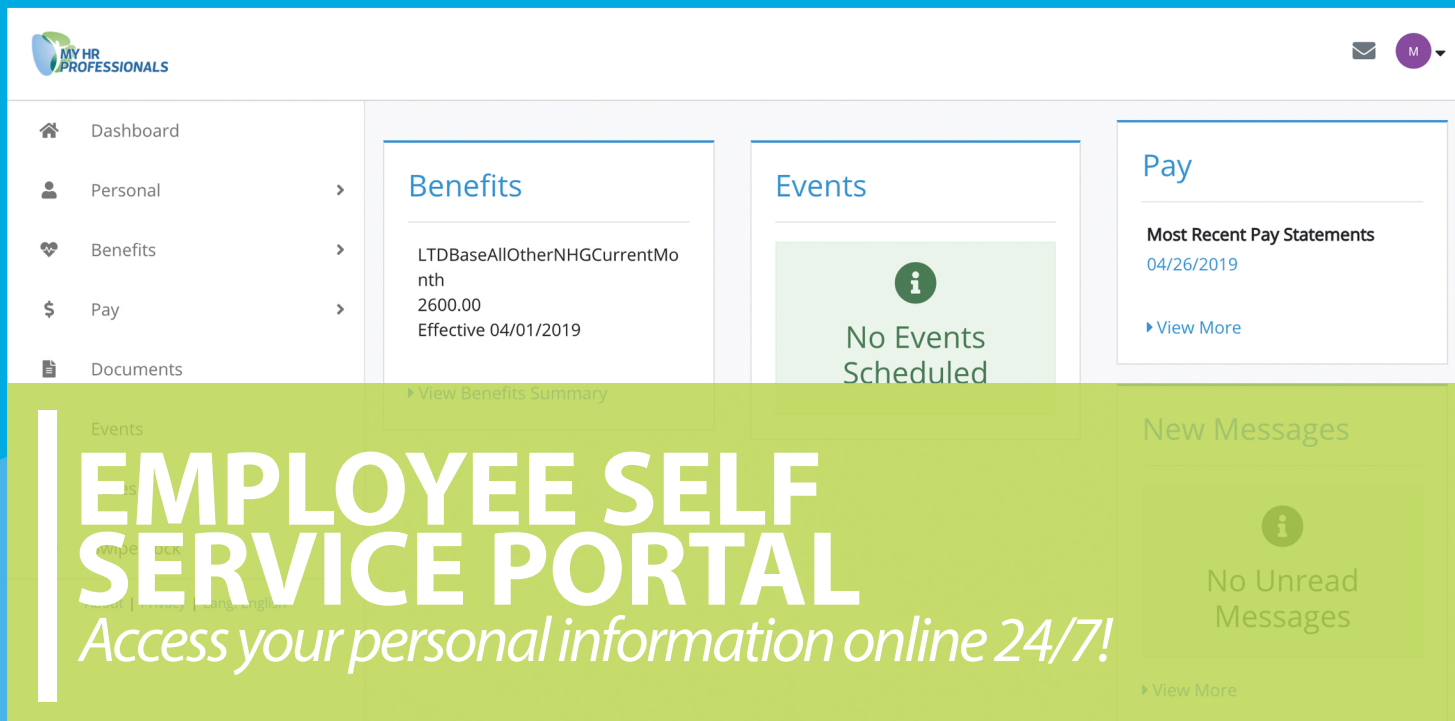 MY HR
PROFESSIONALS
M
Dashboard
Personal
Benefits
Pay
Documents
Events
Benefits
LTDBaseAllOtherNHGCurrentMo
nth
2600.00
Effective 04/01/2019
View Benefits Summary
Events
No Events
Scheduled
Pay
Most Recent Pay Statements
04/26/2019
View More
New Messages
No Unread
Messages
View More
EMPLOYEE SELF
SERVICE PORTAL
Access your personal information online 24/7!